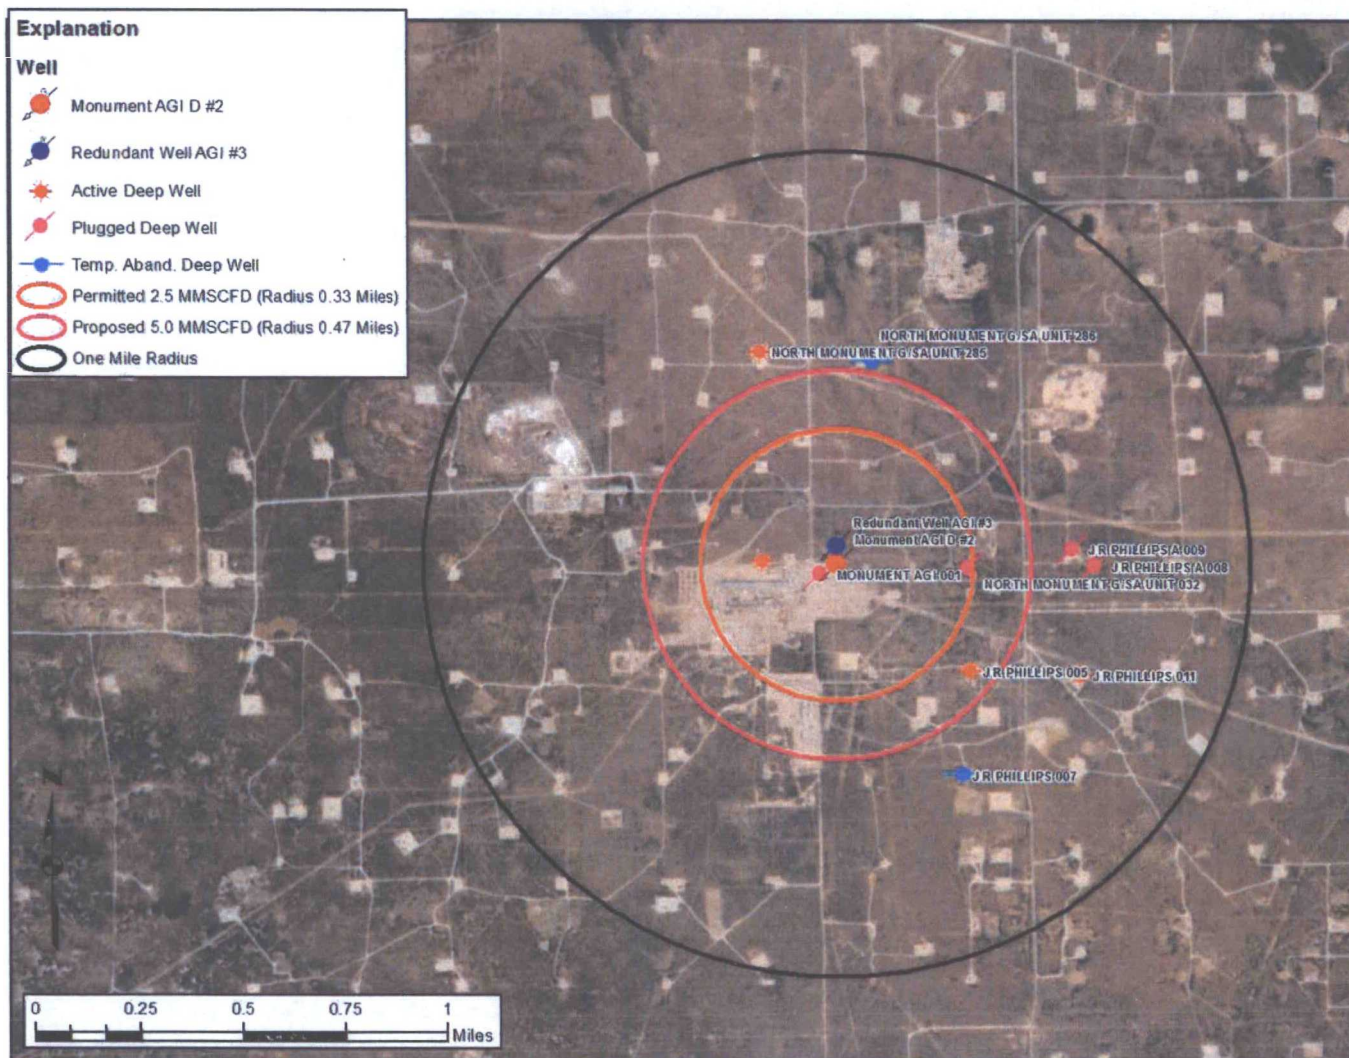 Explanation
Well
Monument AGI D #2
Redundant Well AGI #3
Active Deep Well
Plugged Deep Well
Temp. Aband. Deep Well
Permitted 2.5 MMSCFD (Radius 0.33 Miles)
Proposed 5.0 MMSCFD (Radius 0.47 Miles)
One Mile Radius
NORTH MONUMENT G/SA UNIT 286
NORTH MONUMENT G/SA UNIT 285
Redundant Well AGI #3
Monument AGI D #2
MONUMENT AGI 001
J R PHILLIPS A 009
J R PHILLIPS A 008
NORTH MONUMENT G/SA UNIT 032
J R PHILLIPS 005
J R PHILLIPS 011
J R PHILLIPS 007
N
0 0.25 0.5 0.75 1
Miles